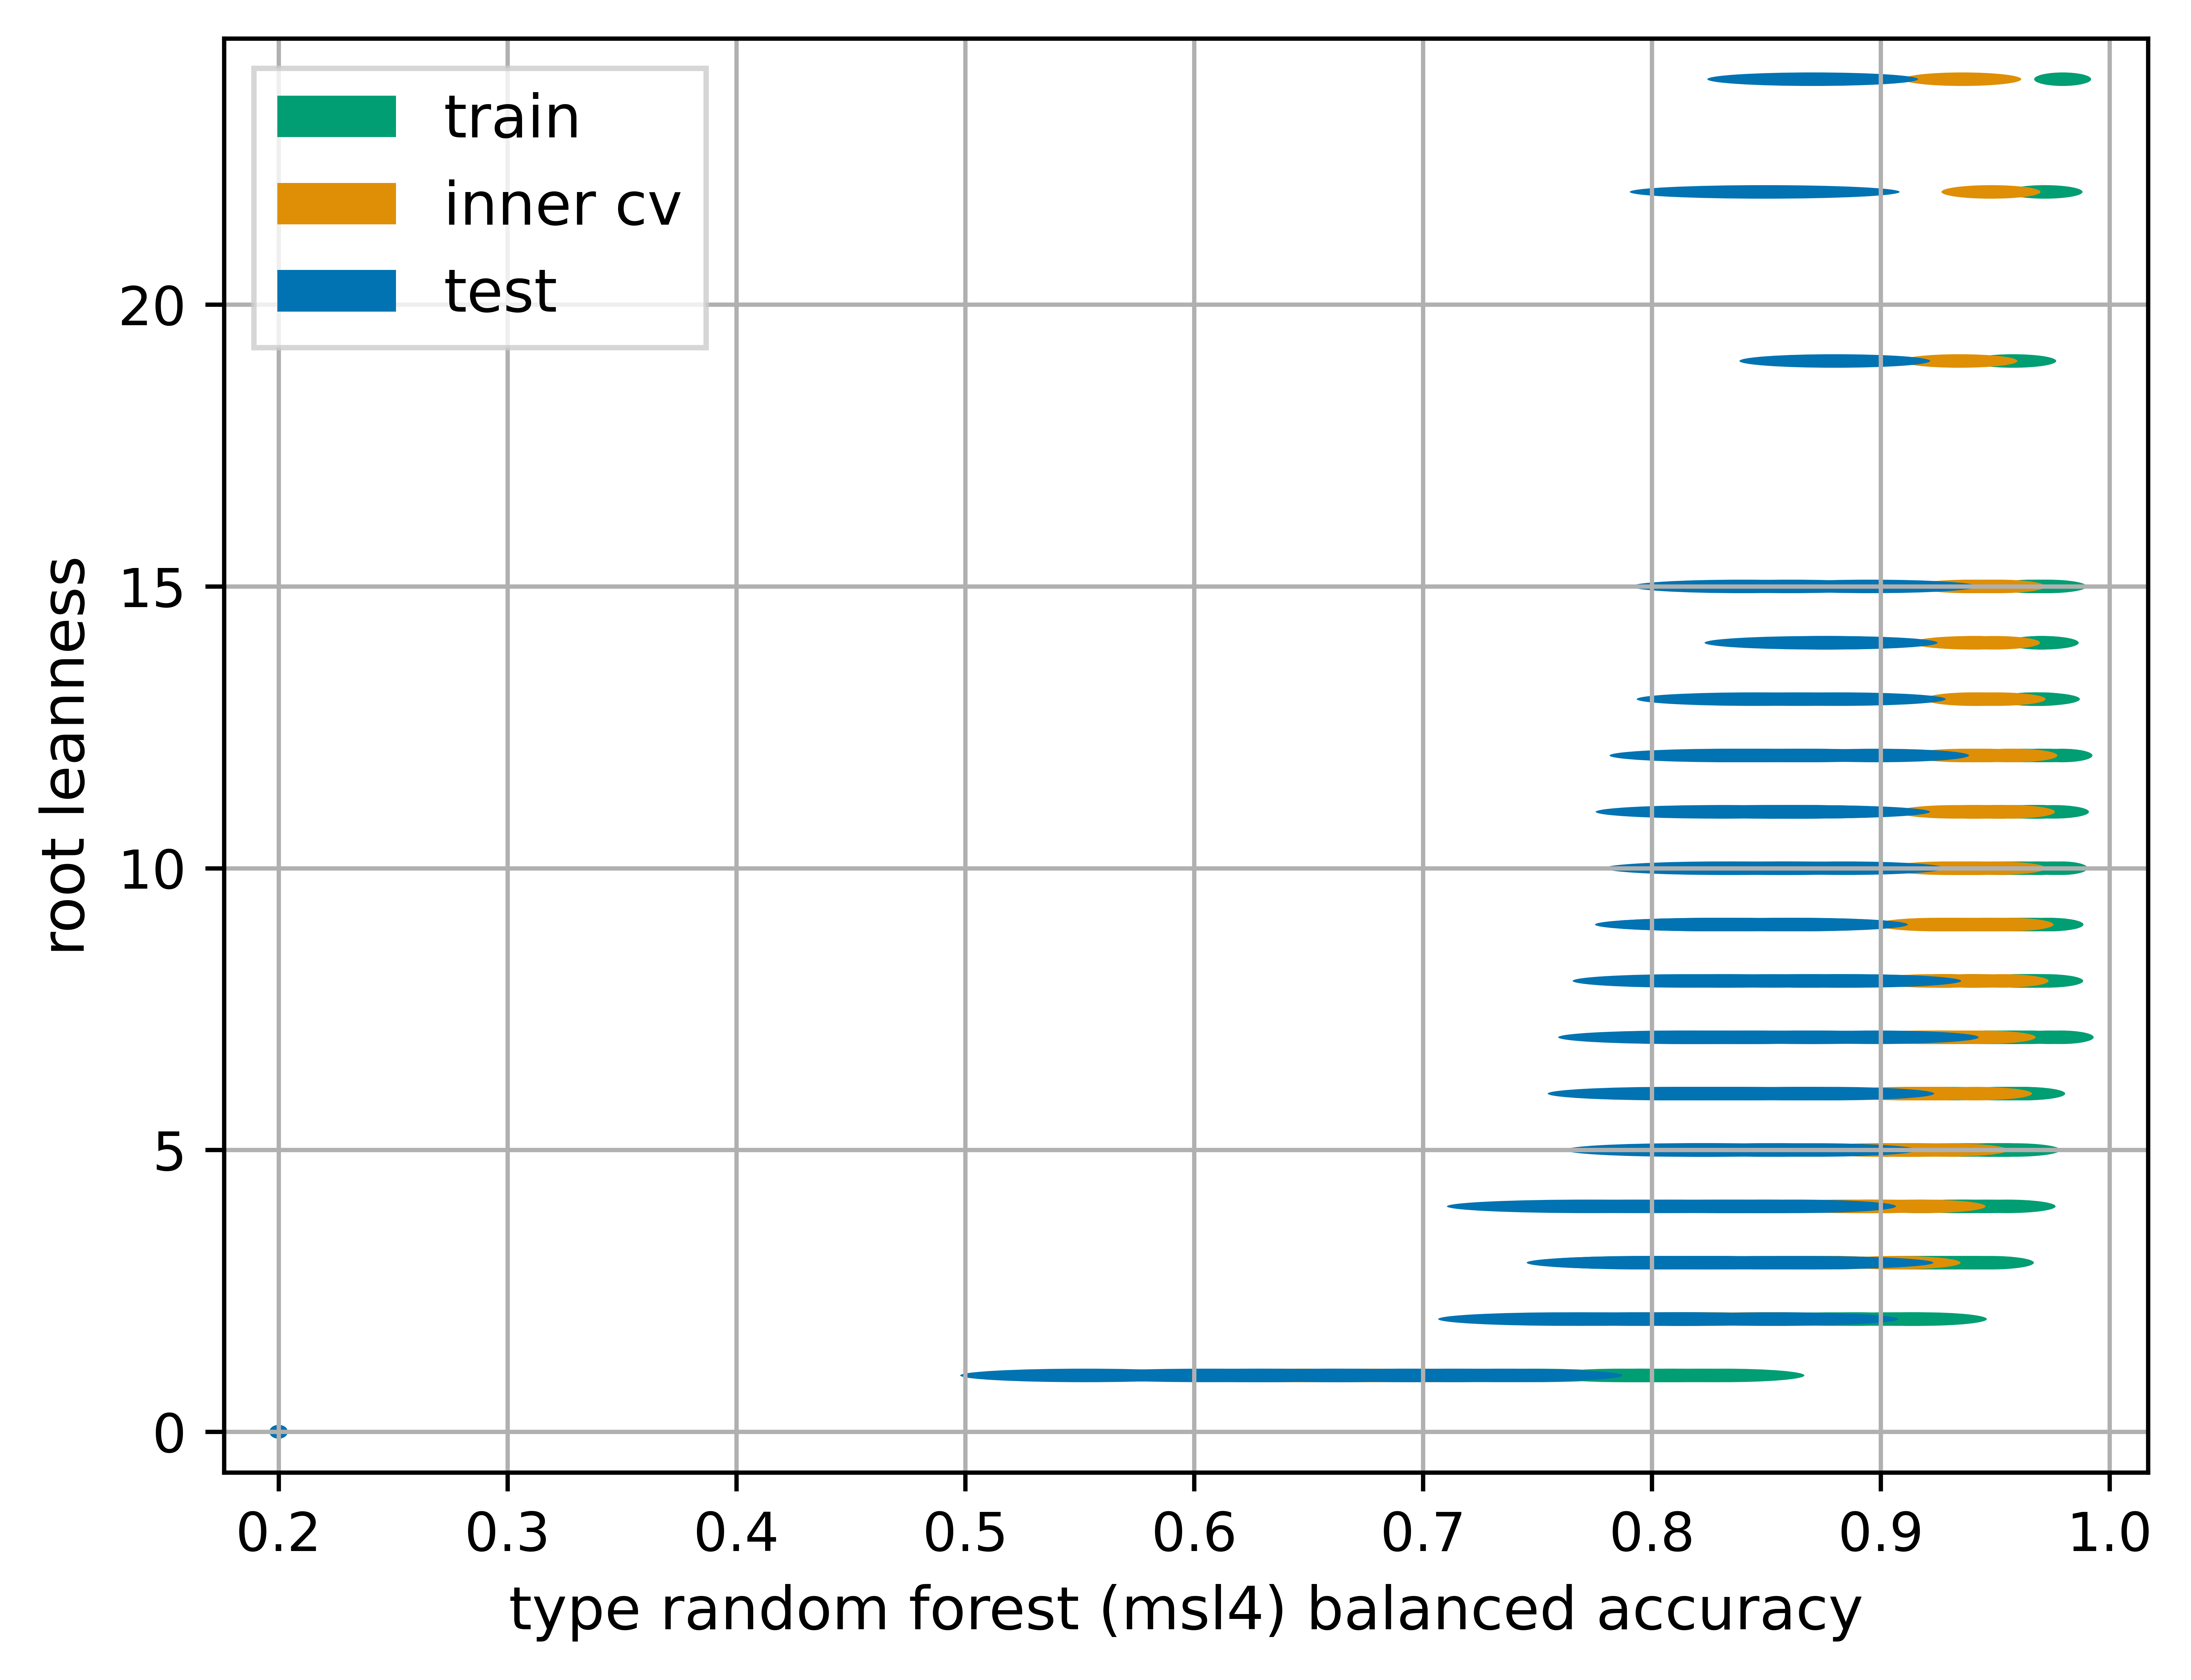 train
inner cv
test
root leanness
20
15
10
5
0
0.2 0.3 0.4 0.5 0.6 0.7 0.8 0.9 1.0
type random forest (msl4) balanced accuracy